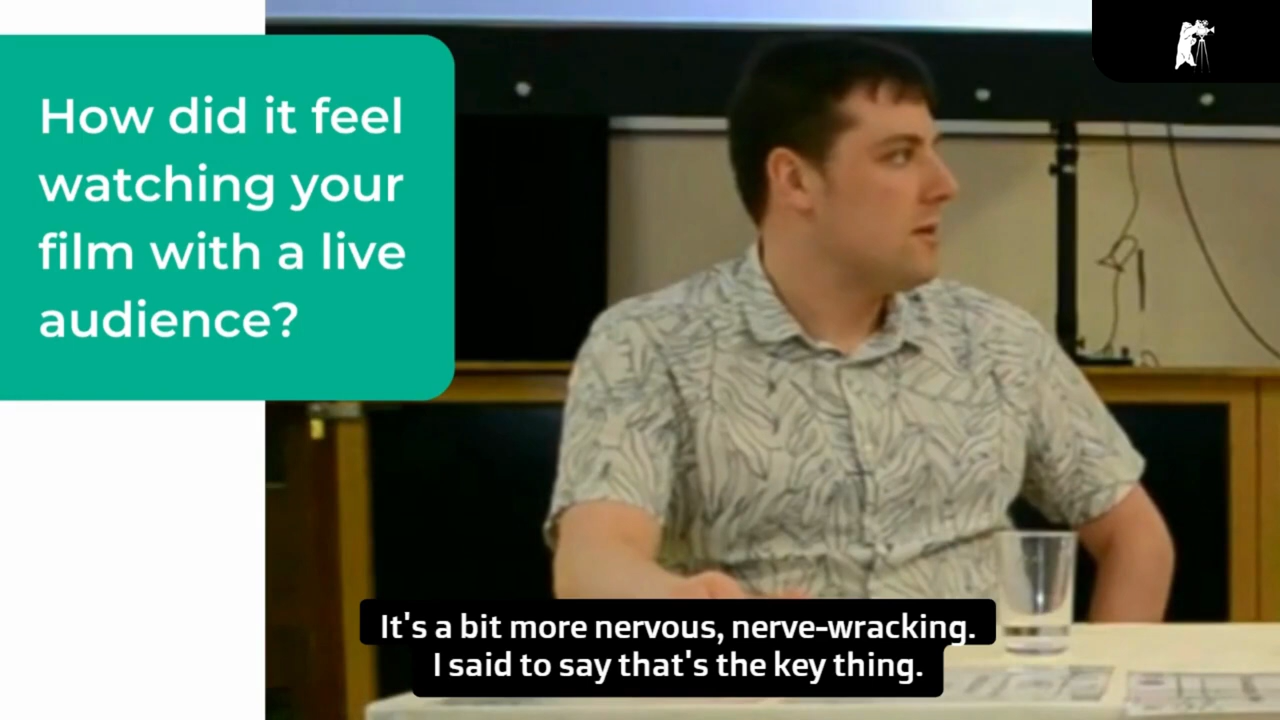 How did it feel
watching your
film with a live
audience?
It's a bit more nervous, nerve-wracking.
I said to say that's the key thing.